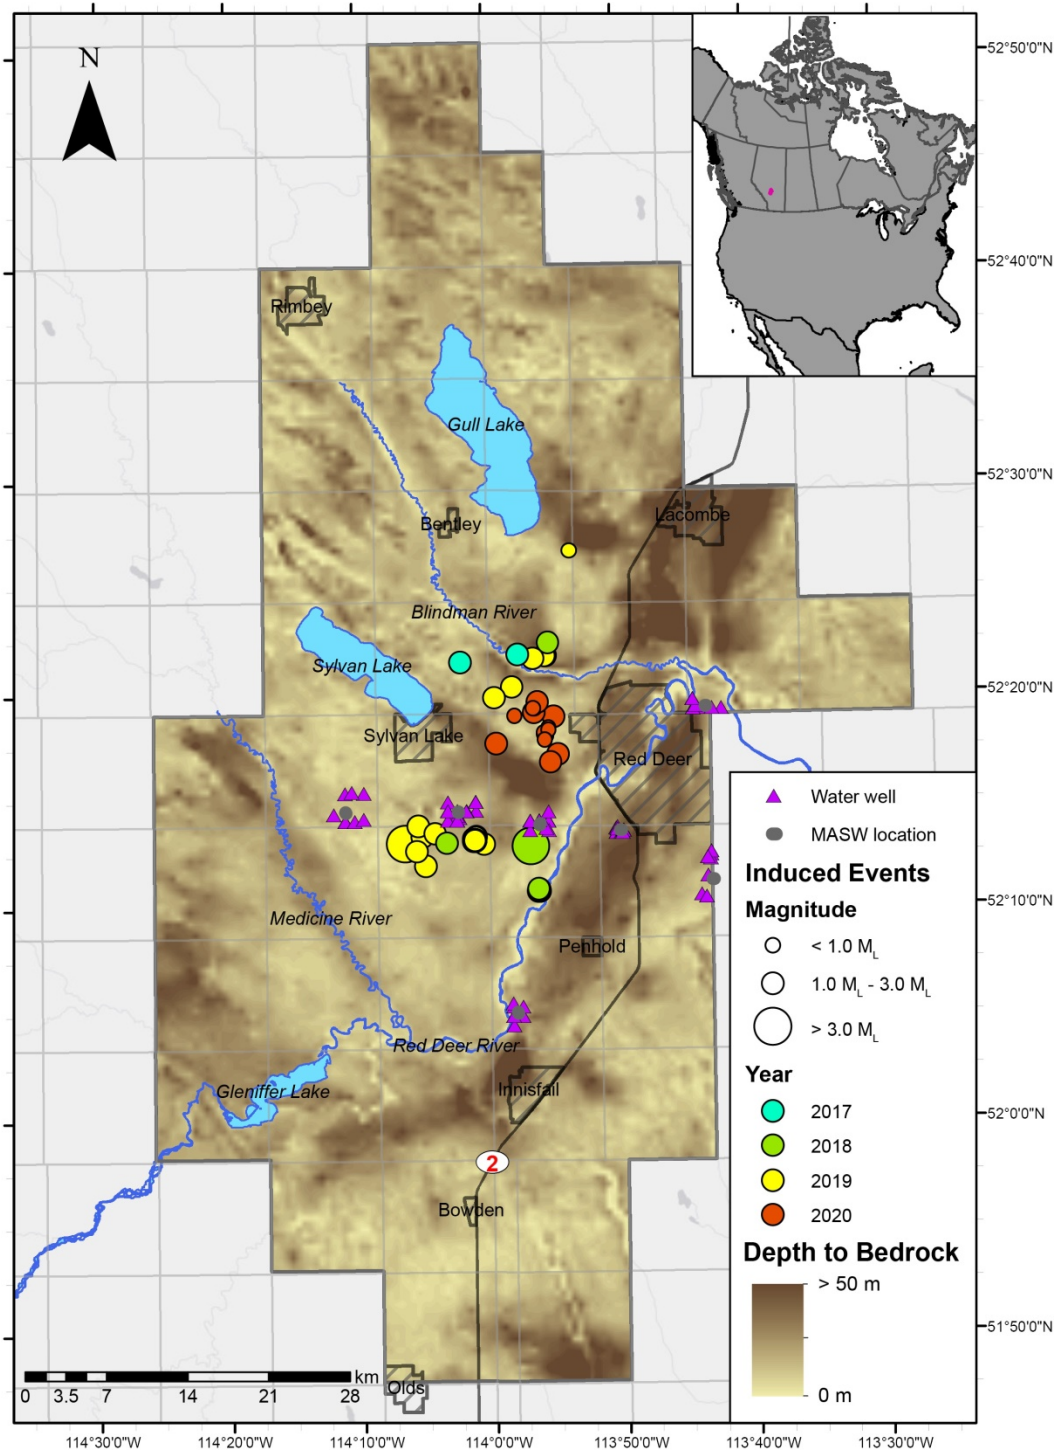 N
52°50'0"N
52°40'0"N
Rimbey
Gull Lake
52°30'0"N
Lacombe
Bentley
Blindman River
Sylvan Lake
52°20'0"N
Sylvan Lake
Red Deer
Water well
MASW location
Induced Events
Magnitude
< 1.0 M_L
1.0 M_L - 3.0 M_L
> 3.0 M_L
Year
2017
2018
2019
2020
Depth to Bedrock
> 50 m
0 m
52°10'0"N
Medicine River
Penhold
Red Deer River
Gleniffer Lake
Innisfail
52°0'0"N
2
Bowden
51°50'0"N
km
0 3.5 7 14 21 28
Olds
114°30'0"W 114°20'0"W 114°10'0"W 114°0'0"W 113°50'0"W 113°40'0"W 113°30'0"W